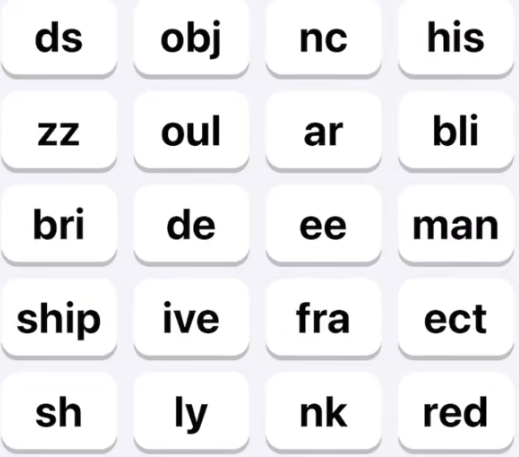 ds obj nc his
zz oul ar bli
bri de ee man
ship ive fra ect
sh ly nk red